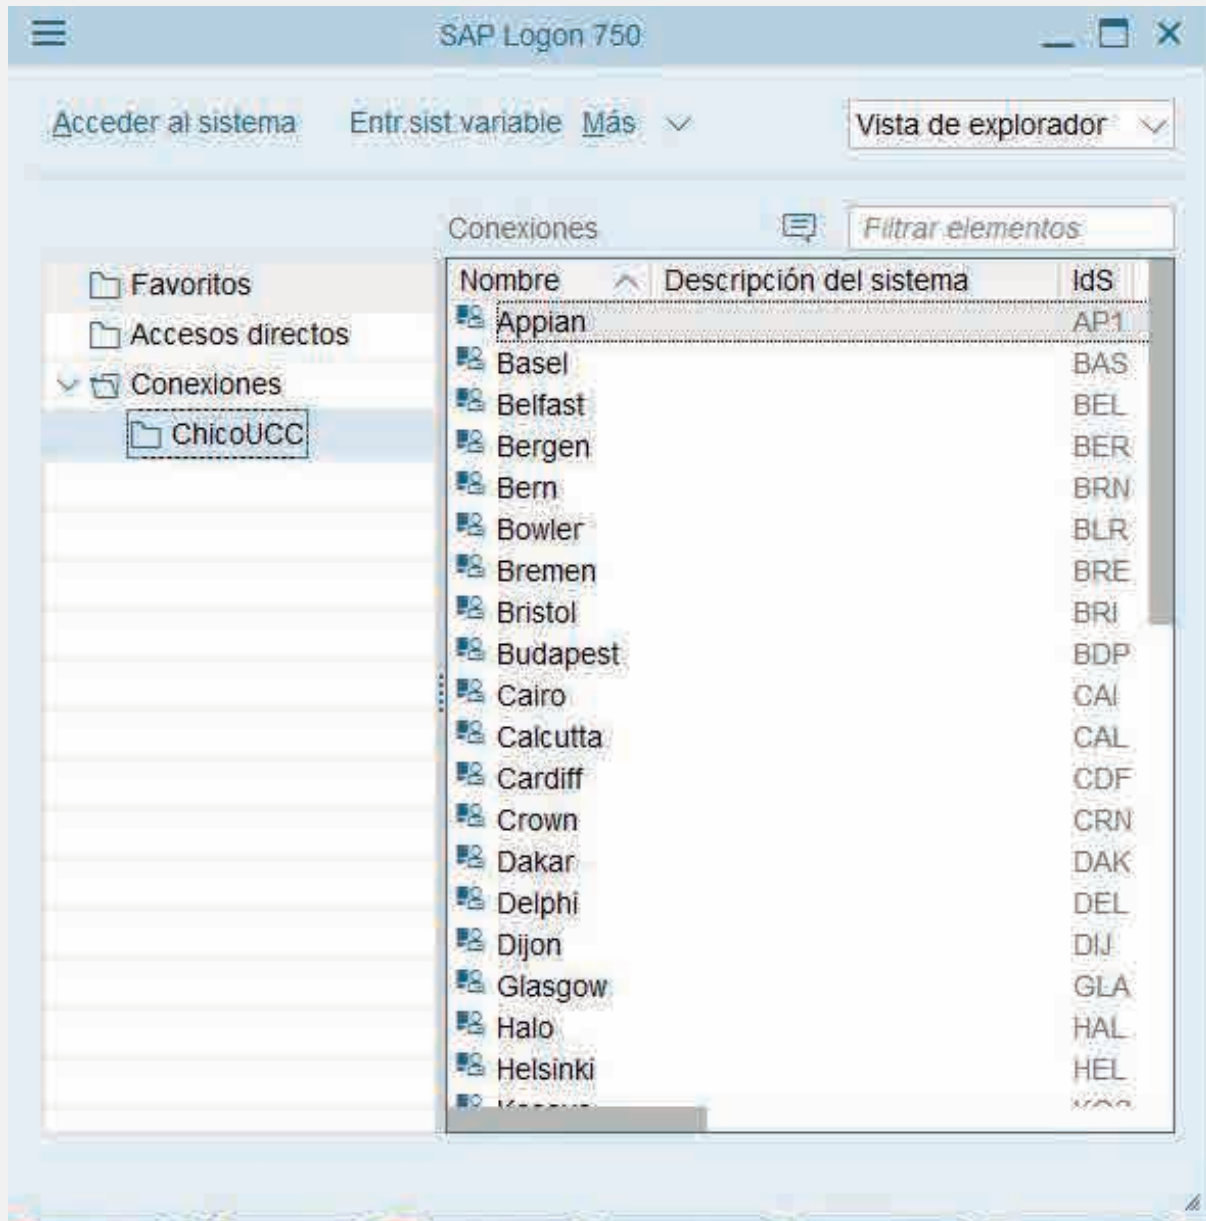 SAP Logon 750
Acceder al sistema Entr.sist.variable Más Vista de explorador
Conexiones Filtrar elementos
Favoritos
Accesos directos
Conexiones
ChicoUCC
Nombre Descripción del sistema IdS
Appian AP1
Basel BAS
Belfast BEL
Bergen BER
Bern BRN
Bowler BLR
Bremen BRE
Bristol BRI
Budapest BDP
Cairo CAI
Calcutta CAL
Cardiff CDF
Crown CRN
Dakar DAK
Delphi DEL
Dijon DIJ
Glasgow GLA
Halo HAL
Helsinki HEL